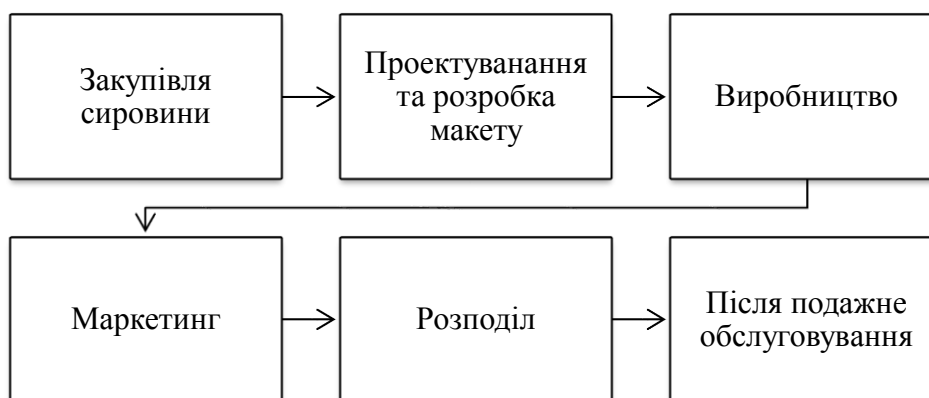 Закупівля
сировини
Проектуванання
та розробка
макету
Виробництво
Маркетинг
Розподіл
Після подажне
обслуговування